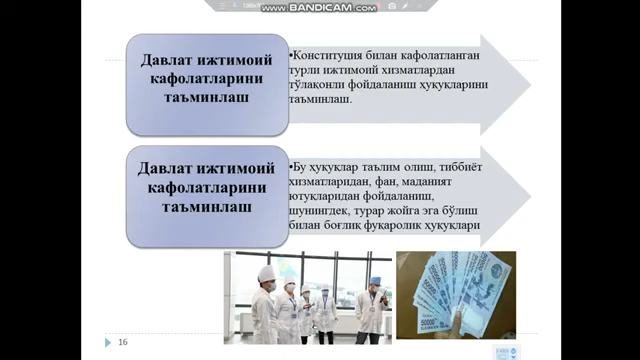 www.BANDICAM.com
Давлат ижтимоий
кафолатларини
таъминлаш
•Конституция билан кафолатланган
турли ижтимоий хизматлардан
тўлақонли фойдаланиш ҳуқуқларини
таъминлаш.
Давлат ижтимоий
кафолатларини
таъминлаш
•Бу ҳуқуқлар таълим олиш, тиббиёт
хизматларидан, фан, маданият
ютуқларидан фойдаланиш,
шунингдек, турар жойга эга бўлиш
билан боғлиқ фуқаролик ҳуқуқлари
50000
16